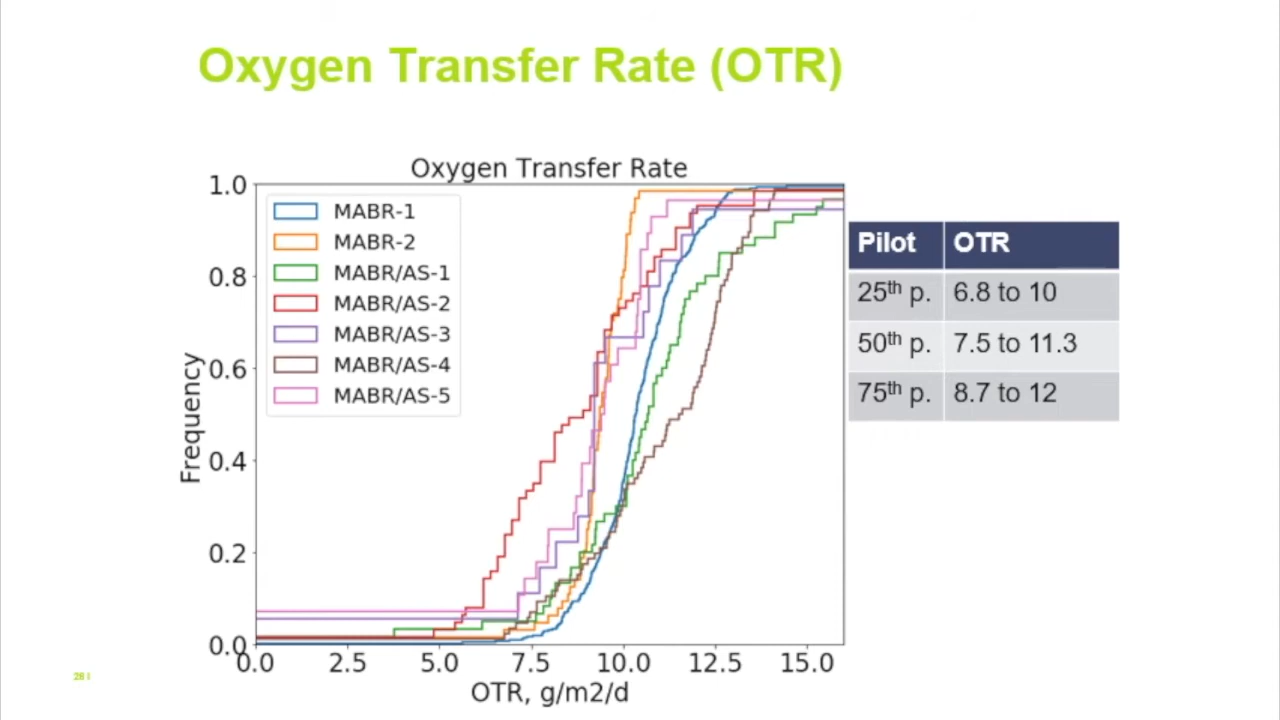 Oxygen Transfer Rate (OTR)
Oxygen Transfer Rate
1.0
0.8
0.6
0.4
0.2
0.0
Frequency
MABR-1
MABR-2
MABR/AS-1
MABR/AS-2
MABR/AS-3
MABR/AS-4
MABR/AS-5
0.0 2.5 5.0 7.5 10.0 12.5 15.0
OTR, g/m2/d
Pilot OTR
25th p. 6.8 to 10
50th p. 7.5 to 11.3
75th p. 8.7 to 12